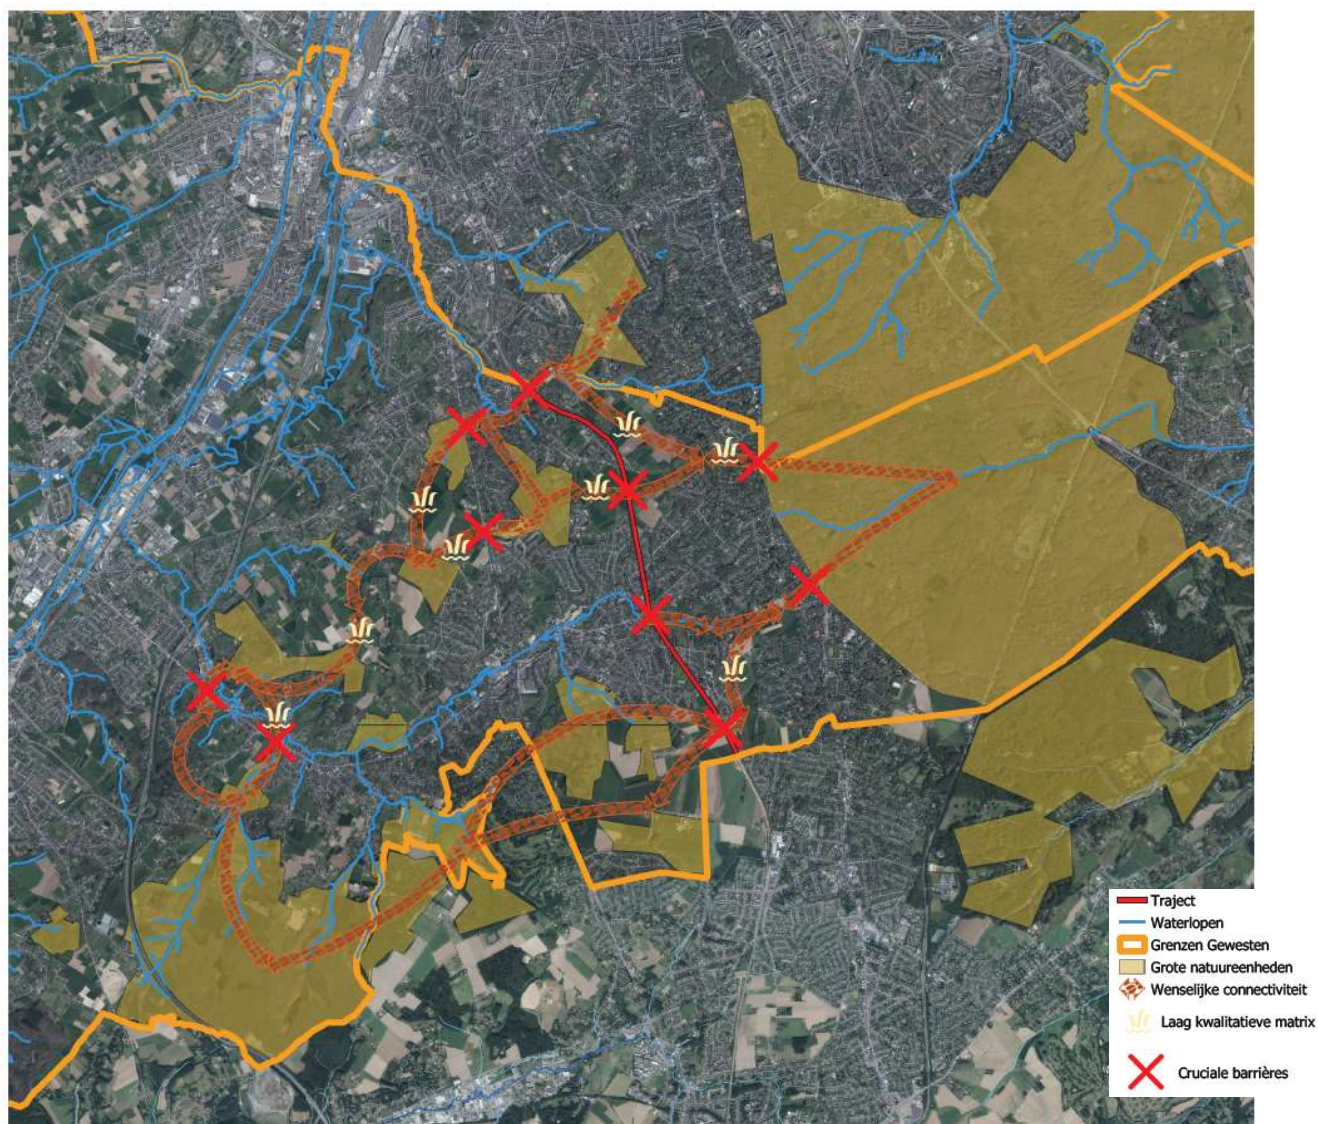 Traject
Waterlopen
Grenzen Gewesten
Grote natuureenheden
Wenselijke connectiviteit
Laag kwalitatieve matrix
Cruciale barrières